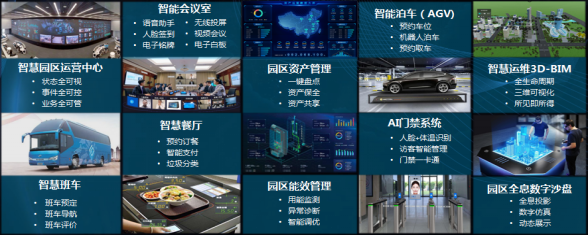 智能会议室
• 语音助手 • 无线投屏
• 人脸签到 • 视频会议
• 电子铭牌 • 电子白板
智能泊车（AGV）
• 预约车位
• 机器人泊车
• 预约取车
智慧园区运营中心
• 状态全可视
• 事件全可控
• 业务全可管
园区资产管理
• 一键盘点
• 资产保全
• 资产共享
智慧运维3D-BIM
• 全生命周期
• 三维可视化
• 所见即所得
智慧餐厅
• 预约订餐
• 智能支付
• 垃圾分类
AI门禁系统
• 人脸+体温识别
• 访客智能管理
• 门禁一卡通
智慧班车
• 班车预定
• 班车导航
• 班车评价
园区能效管理
• 用能监测
• 异常诊断
• 智能调优
园区全息数字沙盘
• 全息投影
• 数字仿真
• 动态展示